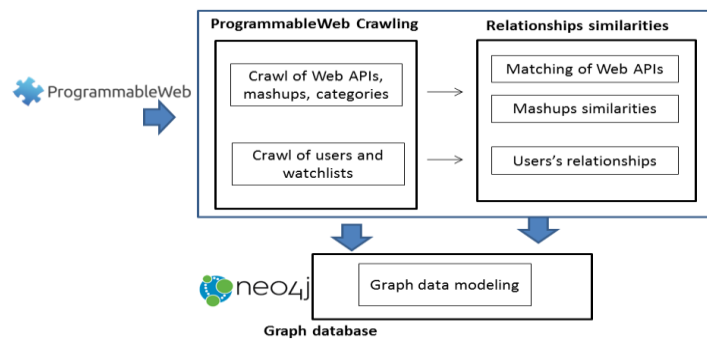 ProgrammableWeb Crawling
Relationships similarities
ProgrammableWeb
Crawl of Web APIs,
mashups, categories
Matching of Web APIs
Mashups similarities
Crawl of users and
watchlists
Users's relationships
neo4j
Graph data modeling
Graph database